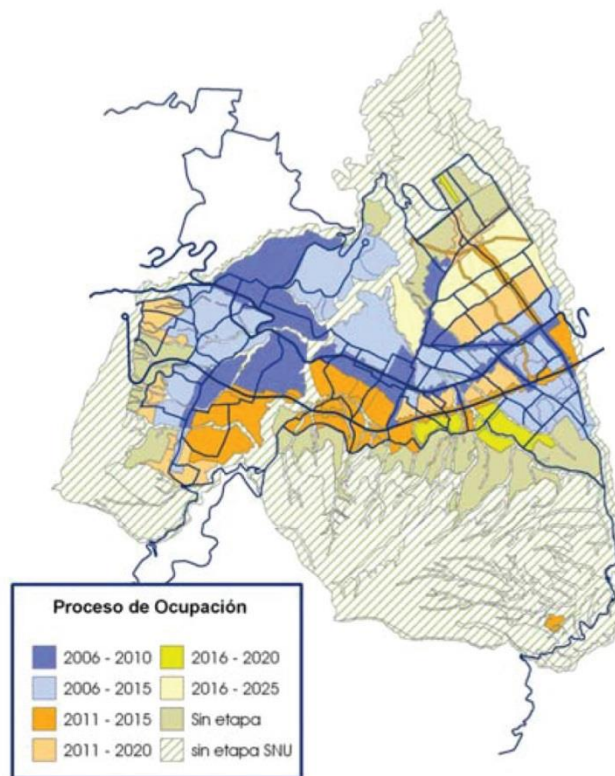 Proceso de Ocupación
2006 - 2010
2016 - 2020
2006 - 2015
2016 - 2025
2011 - 2015
Sin etapa
2011 - 2020
sin etapa SNU